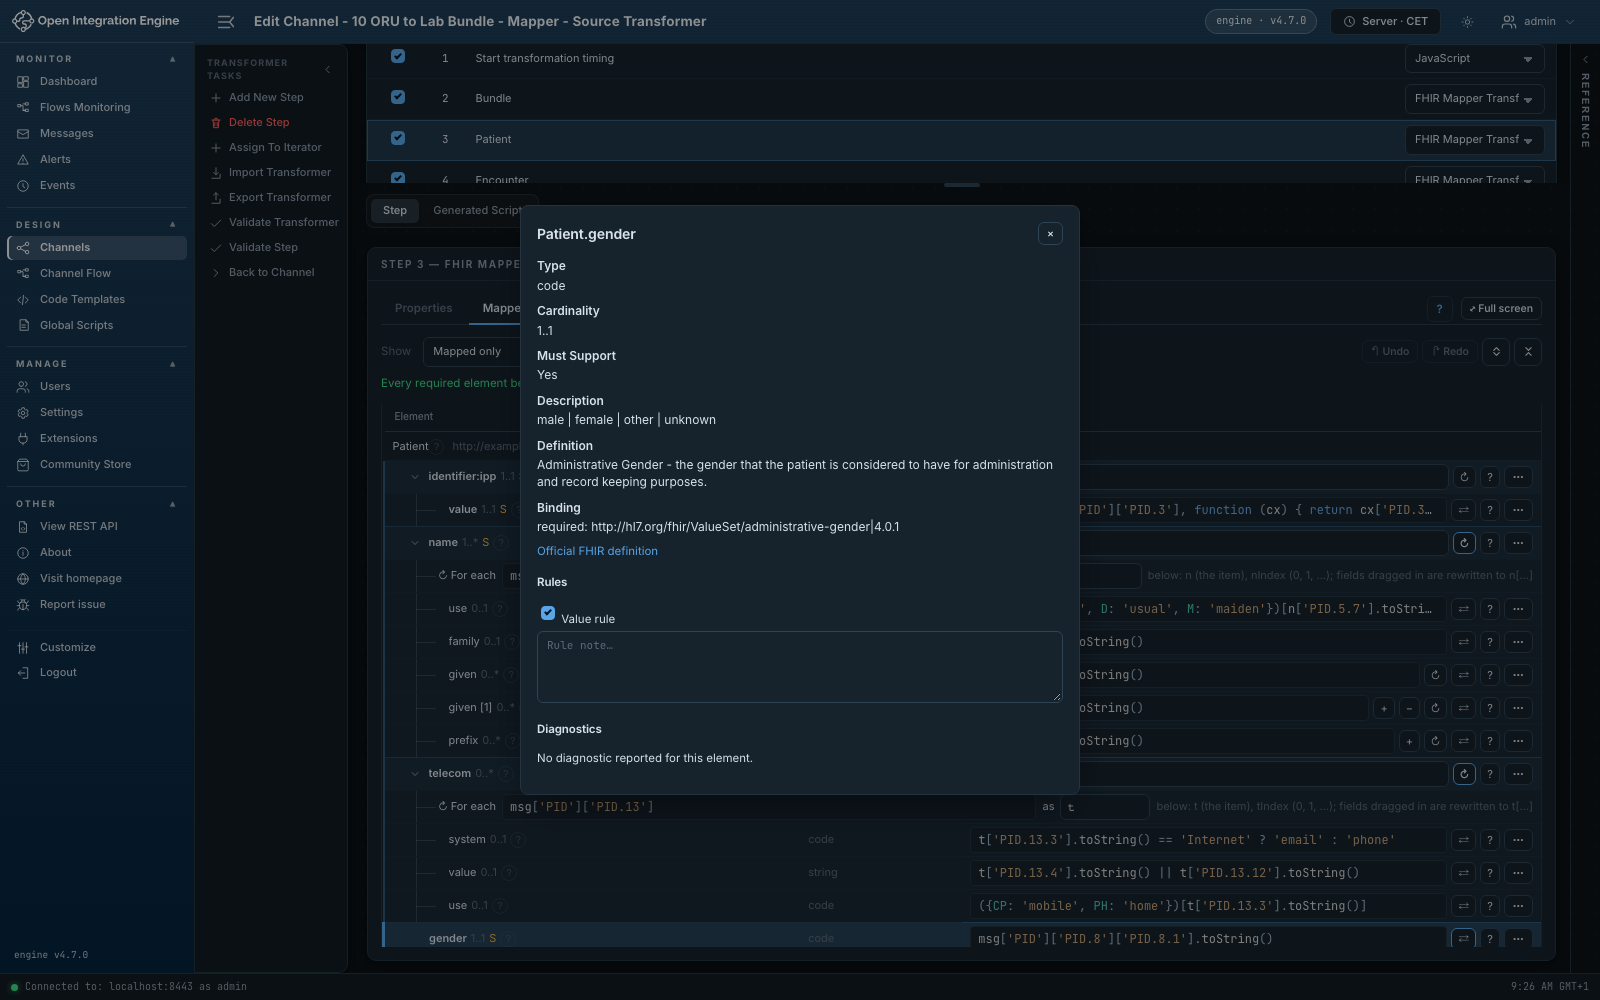 Open Integration Engine
Edit Channel - 10 ORU to Lab Bundle - Mapper - Source Transformer
engine · v4.7.0
Server · CET
admin
MONITOR
Dashboard
Flows Monitoring
Messages
Alerts
Events
DESIGN
Channels
Channel Flow
Code Templates
Global Scripts
MANAGE
Users
Settings
Extensions
Community Store
OTHER
View REST API
About
Visit homepage
Report issue
Customize
Logout
engine v4.7.0
TRANSFORMER TASKS
Add New Step
Delete Step
Assign To Iterator
Import Transformer
Export Transformer
Validate Transformer
Validate Step
Back to Channel
1 Start transformation timing JavaScript
2 Bundle FHIR Mapper Transf
3 Patient FHIR Mapper Transf
4 Encounter FHIR Mapper Transf
REFERENCE
Step
Generated Script
STEP 3 — FHIR MAPPE
Properties
Mappe
? Full screen
Show Mapped only
Undo Redo
Every required element be
Element
Patient ? http://examp
identifier:ipp 1..1 ? ···
value 1..1 S PID']['PID.3'], function (cx) { return cx['PID.3… ? ···
name 1..* S ? ? ···
For each ms below: n (the item), nIndex (0, 1, …); fields dragged in are rewritten to n[…]
use 0..1 ? ', D: 'usual', M: 'maiden'})[n['PID.5.7'].toStri… ? ···
family 0..1 ? oString() ? ···
given 0..* ? oString() ? ···
given [1] 0..* oString() + − ? ···
prefix 0..* ? oString() + ? ···
telecom 0..* ? ? ···
For each msg['PID']['PID.13'] as t below: t (the item), tIndex (0, 1, …); fields dragged in are rewritten to t[…]
system 0..1 ? code t['PID.13.3'].toString() == 'Internet' ? 'email' : 'phone' ? ···
value 0..1 ? string t['PID.13.4'].toString() || t['PID.13.12'].toString() ? ···
use 0..1 ? code ({CP: 'mobile', PH: 'home'})[t['PID.13.3'].toString()] ? ···
gender 1..1 S ? code msg['PID']['PID.8']['PID.8.1'].toString() ? ···
Patient.gender
×
Type
code
Cardinality
1..1
Must Support
Yes
Description
male | female | other | unknown
Definition
Administrative Gender - the gender that the patient is considered to have for administration
and record keeping purposes.
Binding
required: http://hl7.org/fhir/ValueSet/administrative-gender|4.0.1
Official FHIR definition
Rules
Value rule
Rule note…
Diagnostics
No diagnostic reported for this element.
Connected to: localhost:8443 as admin
9:26 AM GMT+1